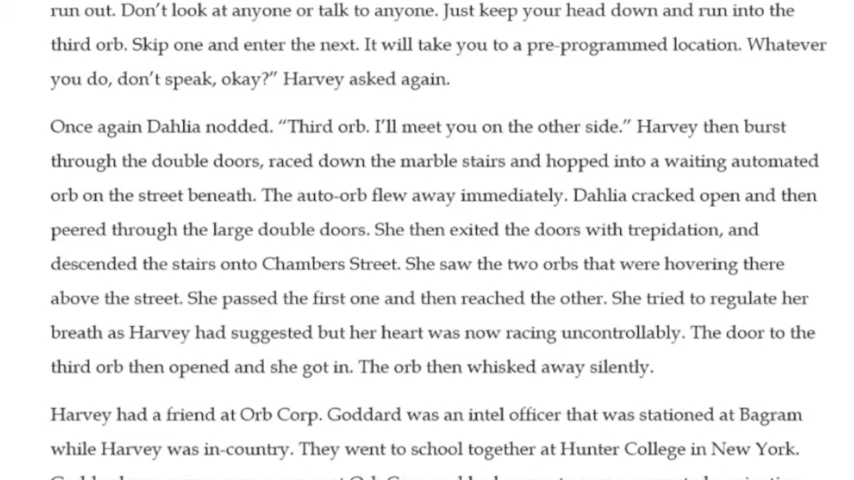 run out. Don’t look at anyone or talk to anyone. Just keep your head down and run into the
third orb. Skip one and enter the next. It will take you to a pre-programmed location. Whatever
you do, don’t speak, okay?” Harvey asked again.
Once again Dahlia nodded. “Third orb. I’ll meet you on the other side.” Harvey then burst
through the double doors, raced down the marble stairs and hopped into a waiting automated
orb on the street beneath. The auto-orb flew away immediately. Dahlia cracked open and then
peered through the large double doors. She then exited the doors with trepidation, and
descended the stairs onto Chambers Street. She saw the two orbs that were hovering there
above the street. She passed the first one and then reached the other. She tried to regulate her
breath as Harvey had suggested but her heart was now racing uncontrollably. The door to the
third orb then opened and she got in. The orb then whisked away silently.
Harvey had a friend at Orb Corp. Goddard was an intel officer that was stationed at Bagram
while Harvey was in-country. They went to school together at Hunter College in New York.